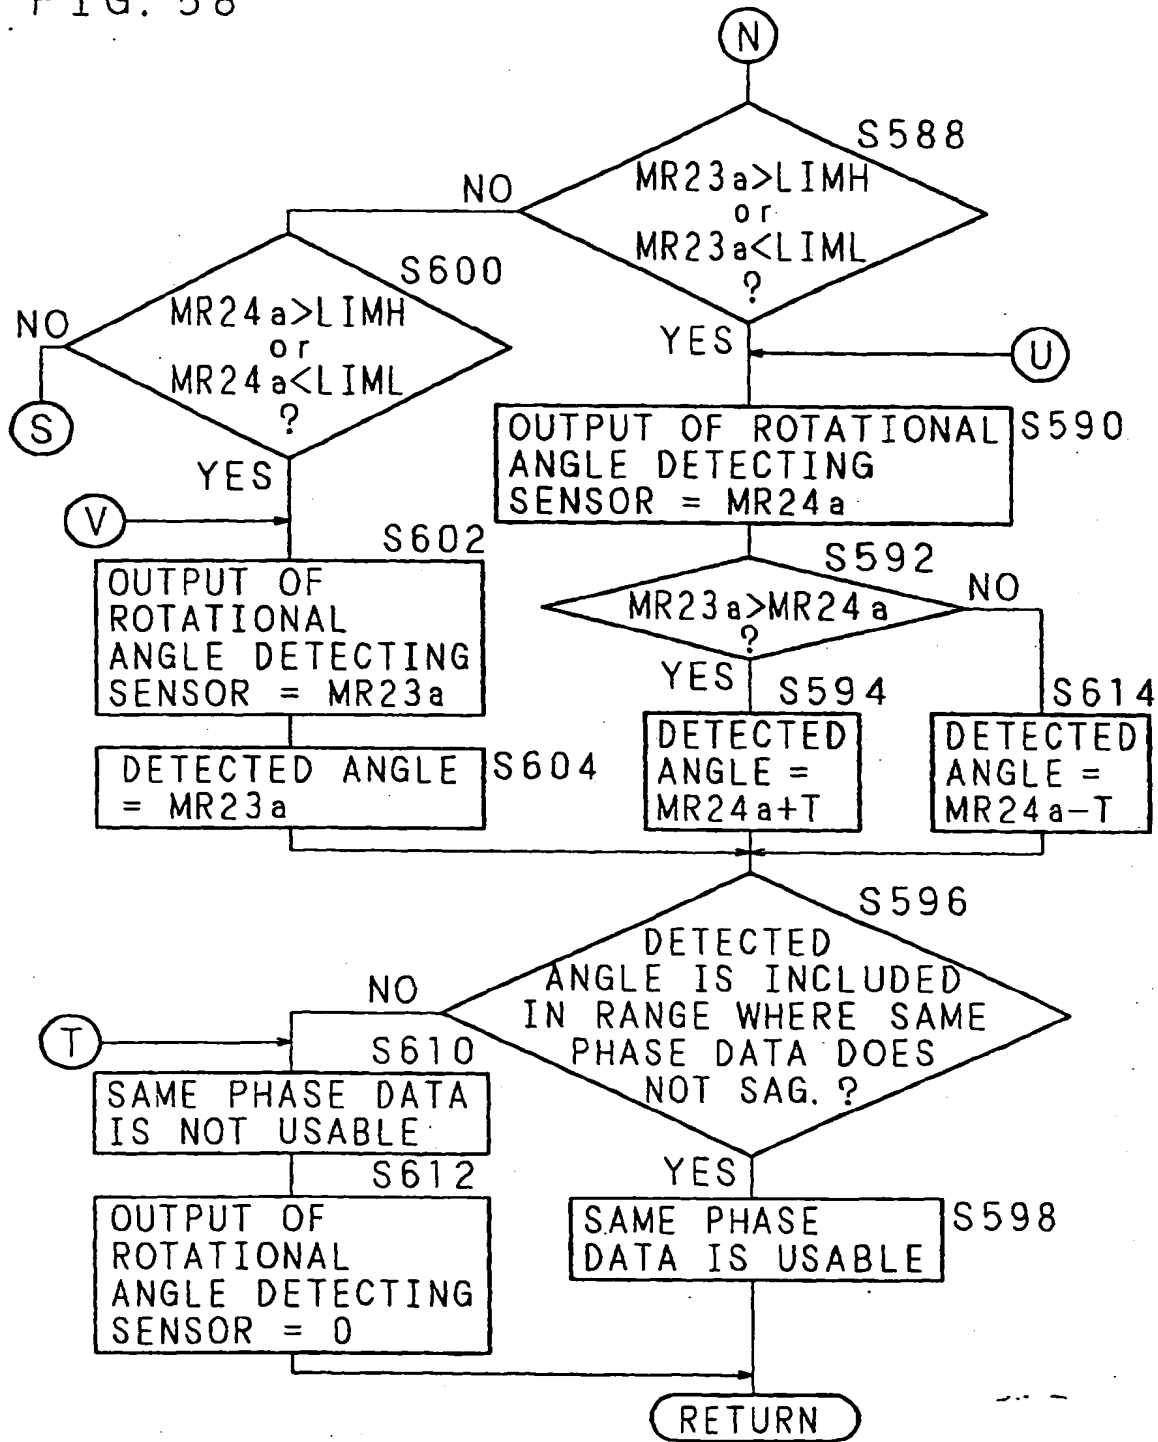 FIG. 58
N
S588
MR23a>LIMH
or
MR23a<LIML
?
NO
YES
S600
MR24a>LIMH
or
MR24a<LIML
?
NO
S
YES
U
OUTPUT OF ROTATIONAL
ANGLE DETECTING
SENSOR = MR24a
S590
V
S602
OUTPUT OF
ROTATIONAL
ANGLE DETECTING
SENSOR = MR23a
S592
MR23a>MR24a
?
NO
YES
S594
DETECTED
ANGLE =
MR24a+T
S614
DETECTED
ANGLE =
MR24a-T
DETECTED ANGLE
= MR23a
S604
S596
DETECTED
ANGLE IS INCLUDED
IN RANGE WHERE SAME
PHASE DATA DOES
NOT SAG. ?
NO
T
S610
SAME PHASE DATA
IS NOT USABLE
S612
OUTPUT OF
ROTATIONAL
ANGLE DETECTING
SENSOR = 0
YES
SAME PHASE
DATA IS USABLE
S598
RETURN